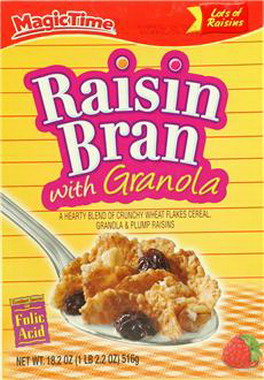 MagicTime
Lots of
Raisins
Raisin
Bran
with Granola
A HEARTY BLEND OF CRUNCHY WHEAT FLAKES CEREAL,
GRANOLA & PLUMP RAISINS
Folic
Acid
NET WT. 18.2 OZ (1 LB 2.2 OZ) 516g